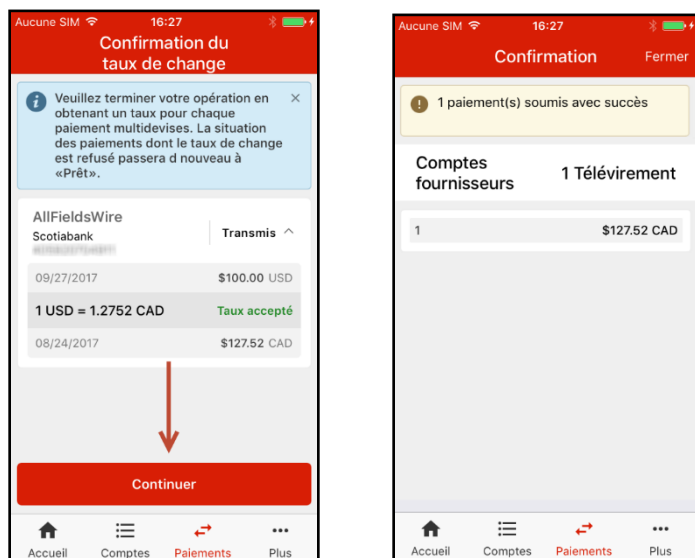 Aucune SIM 16:27
Confirmation du
taux de change
Veuillez terminer votre opération en ×
obtenant un taux pour chaque
paiement multidevises. La situation
des paiements dont le taux de change
est refusé passera d nouveau à
«Prêt».
AllFieldsWire
Scotiabank
Transmis
09/27/2017 $100.00 USD
1 USD = 1.2752 CAD Taux accepté
08/24/2017 $127.52 CAD
Continuer
Accueil Comptes Paiements Plus
Aucune SIM 16:27
Confirmation Fermer
1 paiement(s) soumis avec succès
Comptes
fournisseurs
1 Télévirement
1 $127.52 CAD
Accueil Comptes Paiements Plus